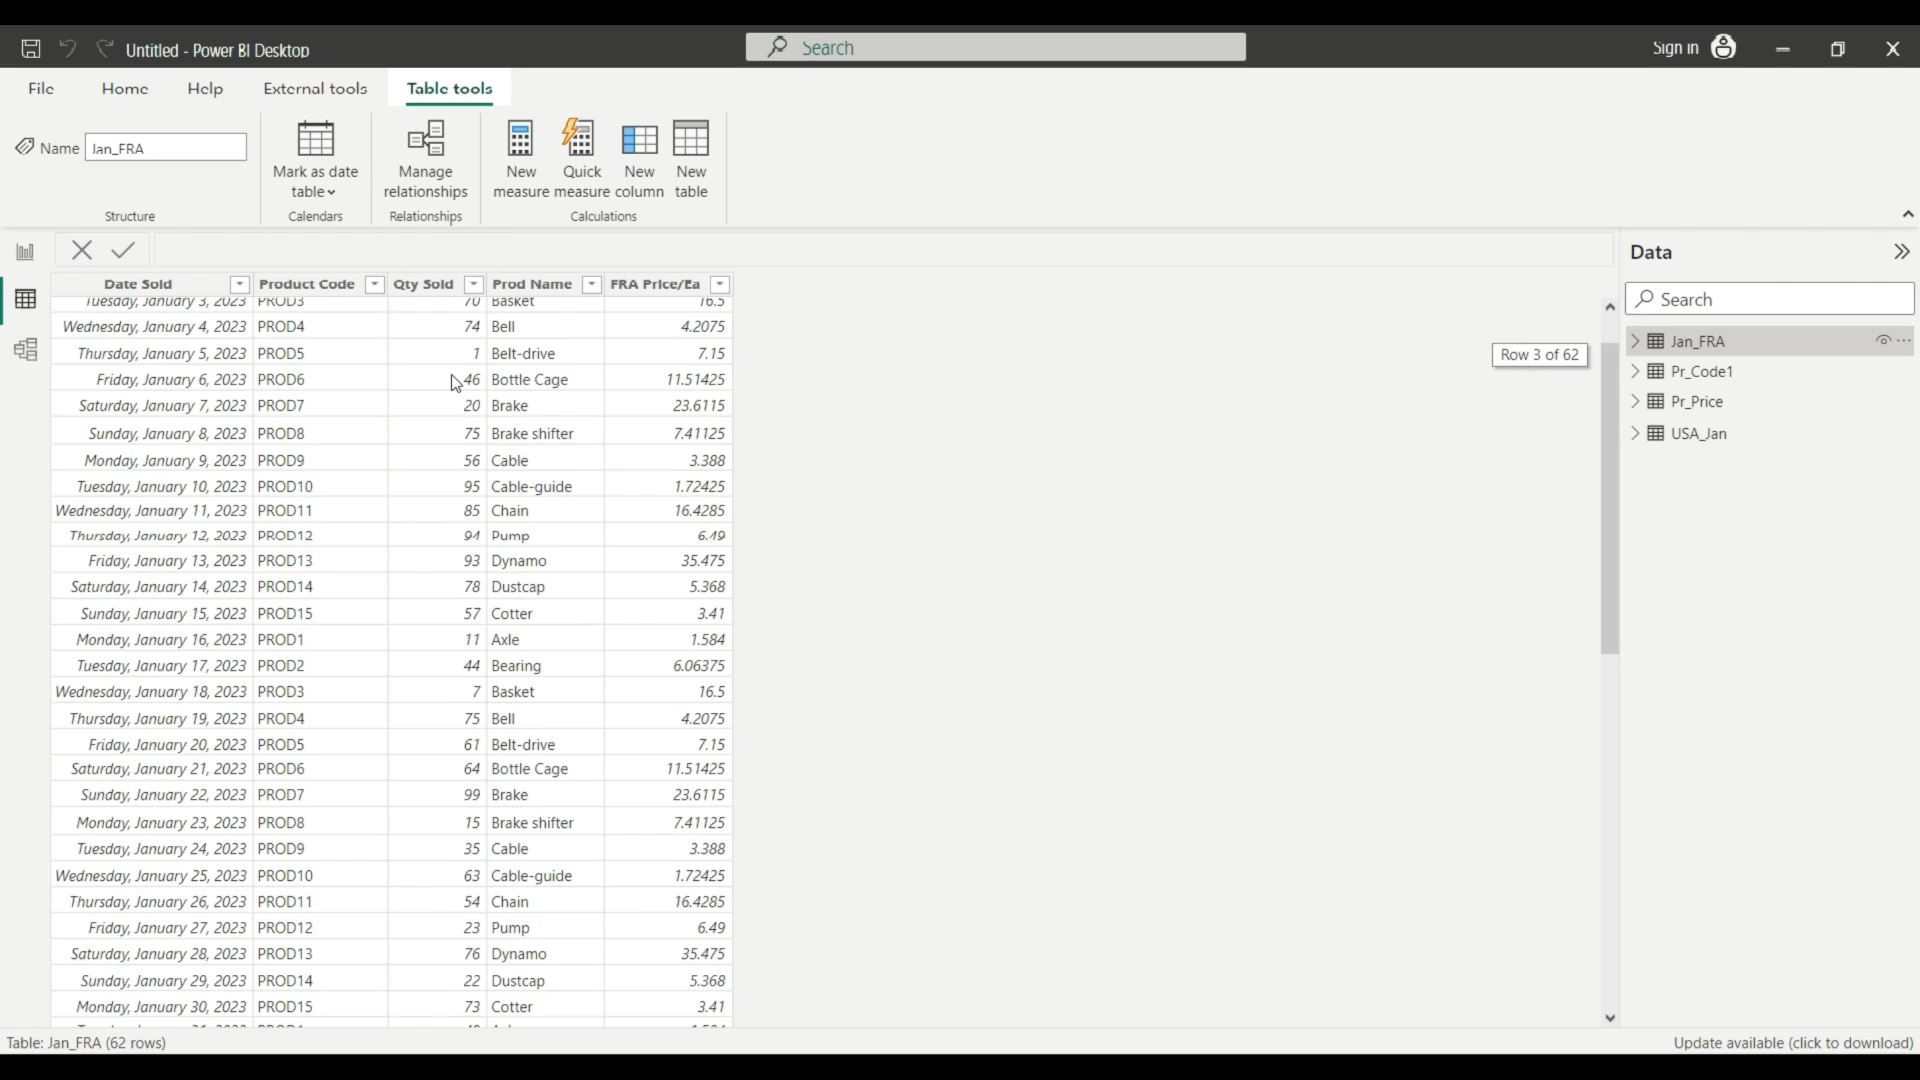 Untitled - Power BI Desktop
Search
Sign in
File Home Help External tools Table tools
Name Jan_FRA
Mark as date table
Manage relationships
New measure
Quick measure
New column
New table
Structure Calendars Relationships Calculations
Data
Search
Jan_FRA
Pr_Code1
Pr_Price
USA_Jan
Row 3 of 62
Date Sold Product Code Qty Sold Prod Name FRA Price/Ea
Tuesday, January 3, 2023 PROD3 70 Basket 16.5
Wednesday, January 4, 2023 PROD4 74 Bell 4.2075
Thursday, January 5, 2023 PROD5 1 Belt-drive 7.15
Friday, January 6, 2023 PROD6 46 Bottle Cage 11.51425
Saturday, January 7, 2023 PROD7 20 Brake 23.6115
Sunday, January 8, 2023 PROD8 75 Brake shifter 7.41125
Monday, January 9, 2023 PROD9 56 Cable 3.388
Tuesday, January 10, 2023 PROD10 95 Cable-guide 1.72425
Wednesday, January 11, 2023 PROD11 85 Chain 16.4285
Thursday, January 12, 2023 PROD12 94 Pump 6.49
Friday, January 13, 2023 PROD13 93 Dynamo 35.475
Saturday, January 14, 2023 PROD14 78 Dustcap 5.368
Sunday, January 15, 2023 PROD15 57 Cotter 3.41
Monday, January 16, 2023 PROD1 11 Axle 1.584
Tuesday, January 17, 2023 PROD2 44 Bearing 6.06375
Wednesday, January 18, 2023 PROD3 7 Basket 16.5
Thursday, January 19, 2023 PROD4 75 Bell 4.2075
Friday, January 20, 2023 PROD5 61 Belt-drive 7.15
Saturday, January 21, 2023 PROD6 64 Bottle Cage 11.51425
Sunday, January 22, 2023 PROD7 99 Brake 23.6115
Monday, January 23, 2023 PROD8 15 Brake shifter 7.41125
Tuesday, January 24, 2023 PROD9 35 Cable 3.388
Wednesday, January 25, 2023 PROD10 63 Cable-guide 1.72425
Thursday, January 26, 2023 PROD11 54 Chain 16.4285
Friday, January 27, 2023 PROD12 23 Pump 6.49
Saturday, January 28, 2023 PROD13 76 Dynamo 35.475
Sunday, January 29, 2023 PROD14 22 Dustcap 5.368
Monday, January 30, 2023 PROD15 73 Cotter 3.41
Table: Jan_FRA (62 rows)
Update available (click to download)